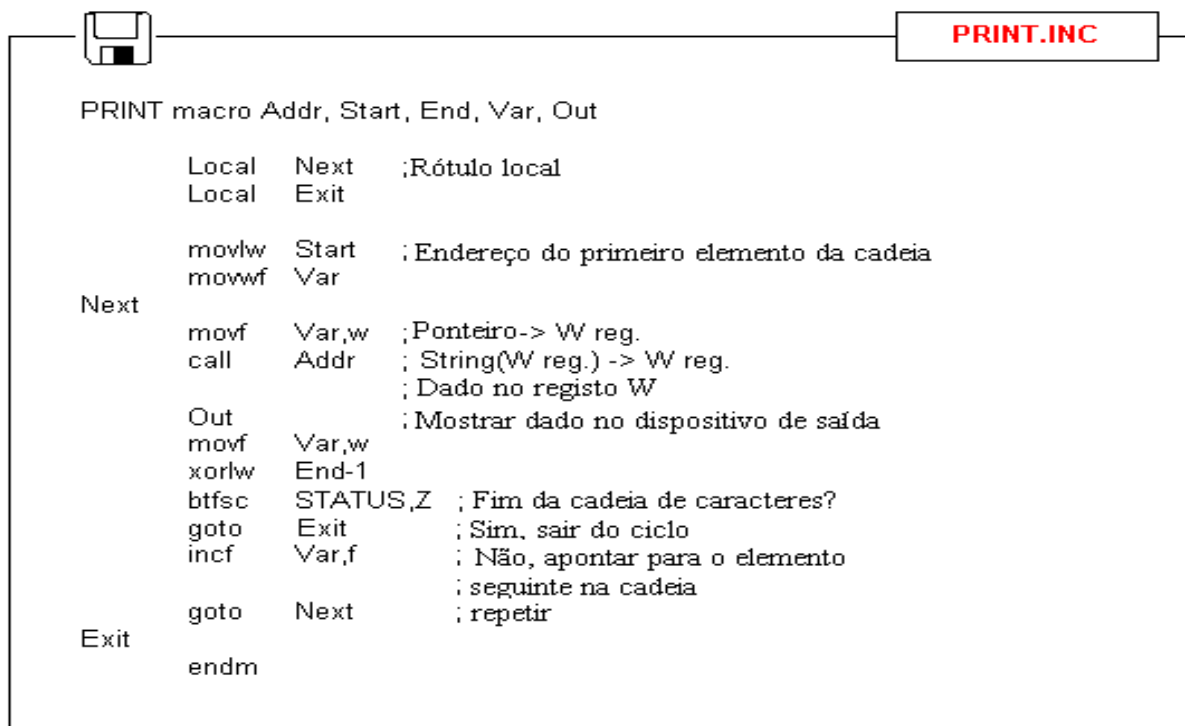 PRINT.INC
PRINT macro Addr, Start, End, Var, Out
Local Next ;Rótulo local
Local Exit
movlw Start ; Endereço do primeiro elemento da cadeia
movwf Var
Next
movf Var,w ;Ponteiro-> W reg.
call Addr ; String(W reg.) -> W reg.
; Dado no registo W
Out ; Mostrar dado no dispositivo de saída
movf Var,w
xorlw End-1
btfsc STATUS,Z ; Fim da cadeia de caracteres?
goto Exit ; Sim, sair do ciclo
incf Var,f ; Não, apontar para o elemento
; seguinte na cadeia
goto Next ; repetir
Exit
endm